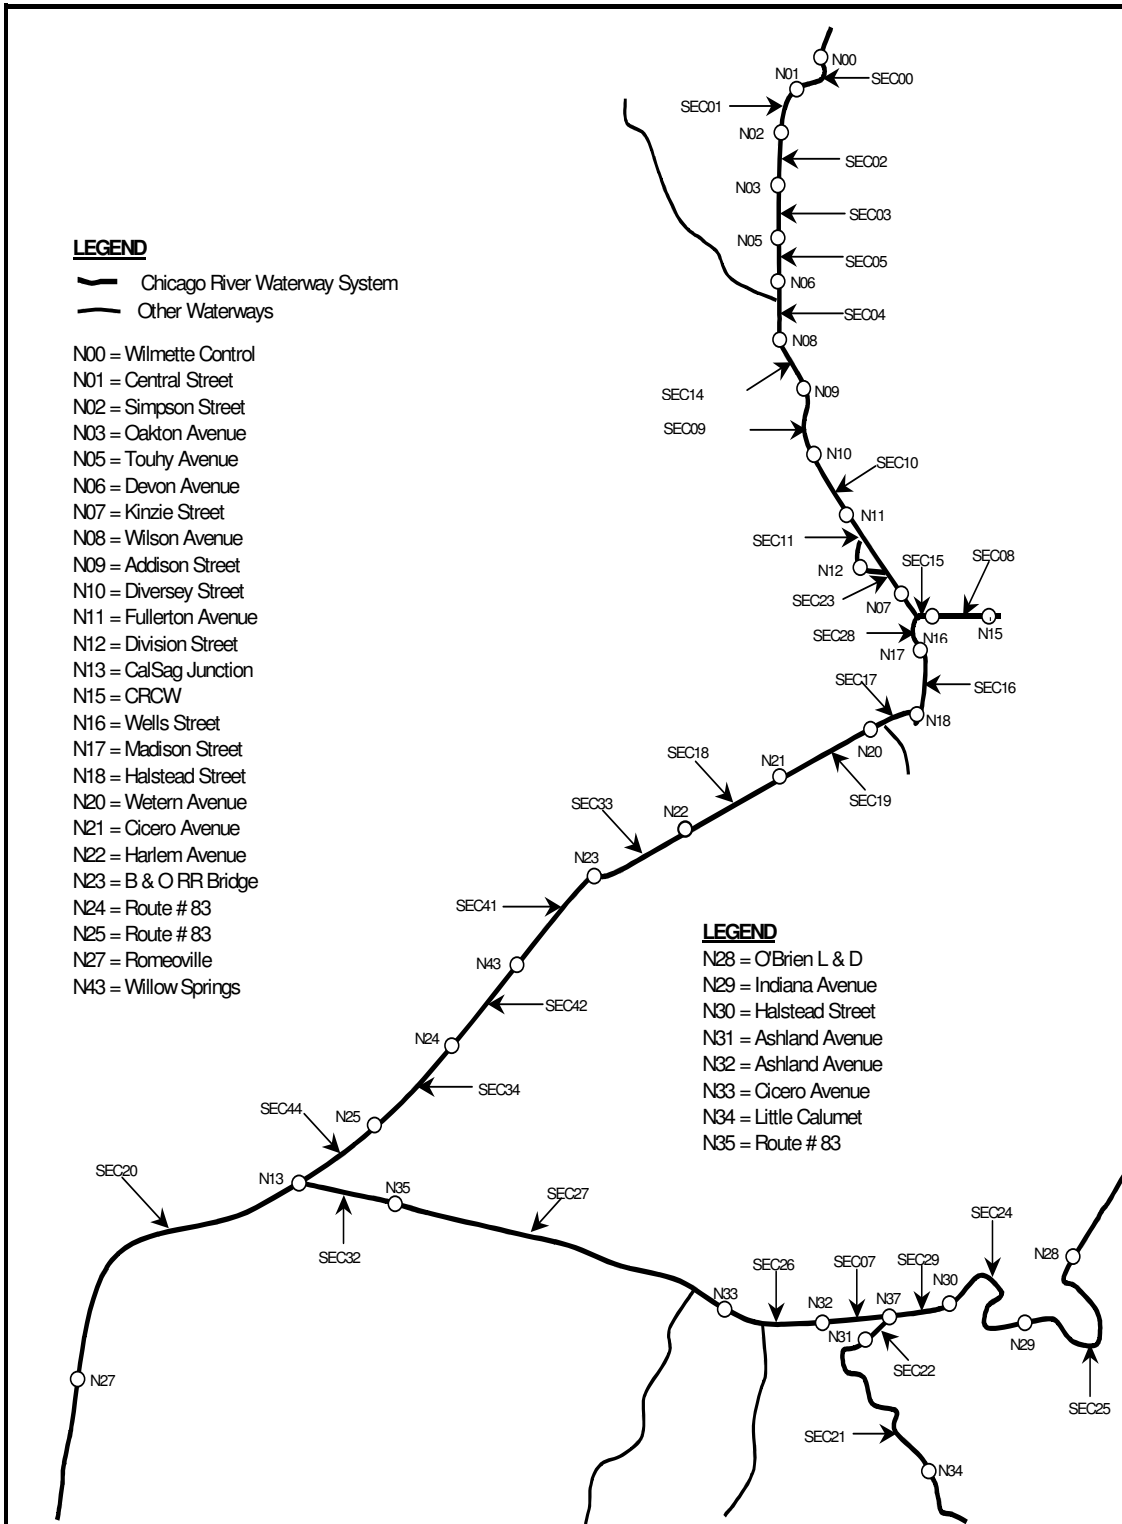 N00
N01
SEC00
SEC01
N02
SEC02
N03
SEC03
N05
SEC05
N06
SEC04
N08
SEC14
N09
SEC09
N10
SEC10
N11
SEC11
SEC15
SEC08
N12
SEC23
N07
N16
N15
SEC28
N17
SEC17
SEC16
N18
N20
SEC18
N21
SEC19
SEC33
N22
N23
SEC41
N43
SEC42
N24
SEC34
SEC44
N25
SEC20
N13
N35
SEC27
SEC32
SEC24
N28
SEC26
SEC07
SEC29
N30
N33
N32
N37
N31
N29
SEC22
N27
SEC25
SEC21
N34
LEGEND
Chicago River Waterway System
Other Waterways
N00 = Wilmette Control
N01 = Central Street
N02 = Simpson Street
N03 = Oakton Avenue
N05 = Touhy Avenue
N06 = Devon Avenue
N07 = Kinzie Street
N08 = Wilson Avenue
N09 = Addison Street
N10 = Diversey Street
N11 = Fullerton Avenue
N12 = Division Street
N13 = CalSag Junction
N15 = CRCW
N16 = Wells Street
N17 = Madison Street
N18 = Halstead Street
N20 = Wetern Avenue
N21 = Cicero Avenue
N22 = Harlem Avenue
N23 = B & O RR Bridge
N24 = Route # 83
N25 = Route # 83
N27 = Romeoville
N43 = Willow Springs
LEGEND
N28 = O'Brien L & D
N29 = Indiana Avenue
N30 = Halstead Street
N31 = Ashland Avenue
N32 = Ashland Avenue
N33 = Cicero Avenue
N34 = Little Calumet
N35 = Route # 83